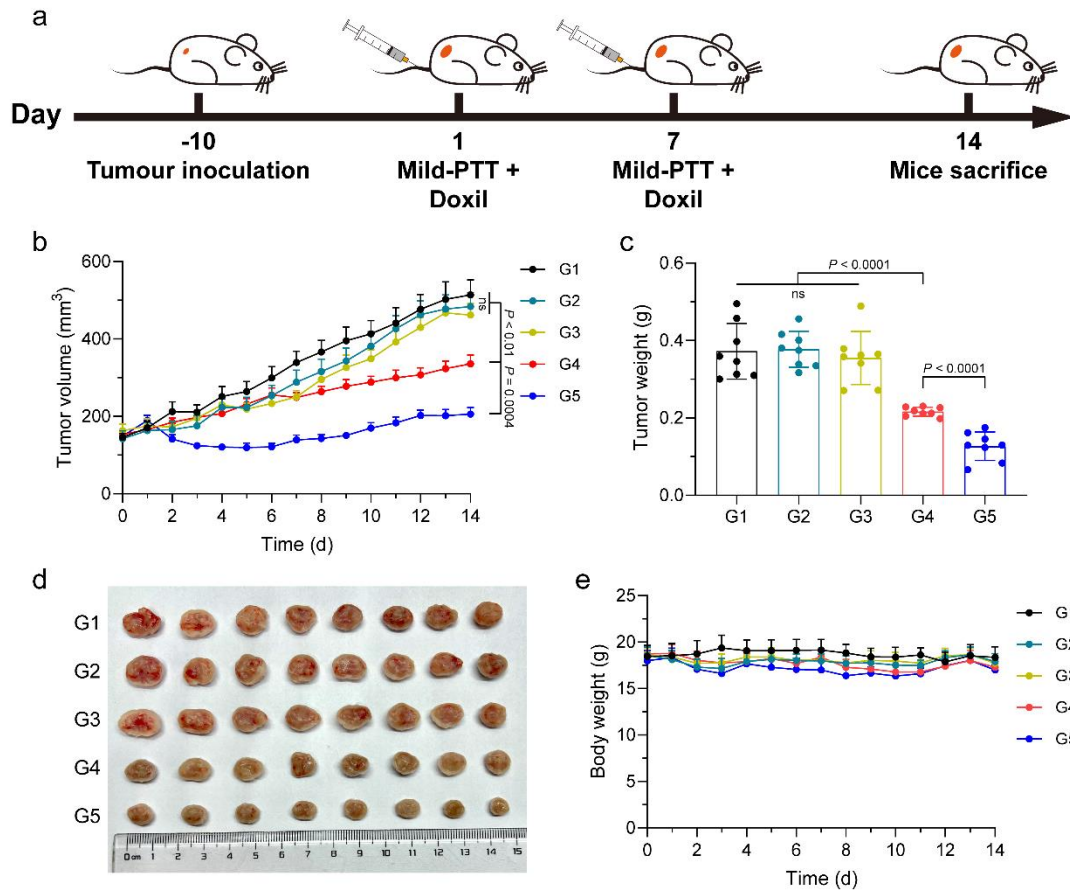 a
Day
-10
1
7
14
Tumour inoculation
Mild-PTT +
Doxil
Mild-PTT +
Doxil
Mice sacrifice
b
Tumor volume (mm³)
600
400
200
0
0 2 4 6 8 10 12 14
Time (d)
G1
G2
G3
G4
G5
ns
P < 0.01
P = 0.0004
c
Tumor weight (g)
0.6
0.4
0.2
0.0
P < 0.0001
ns
P < 0.0001
G1 G2 G3 G4 G5
d
G1
G2
G3
G4
G5
0cm 1 2 3 4 5 6 7 8 9 10 11 12 13 14 15
e
Body weight (g)
25
20
15
10
5
0
0 2 4 6 8 10 12 14
Time (d)
G
G2
G3
G4
G5